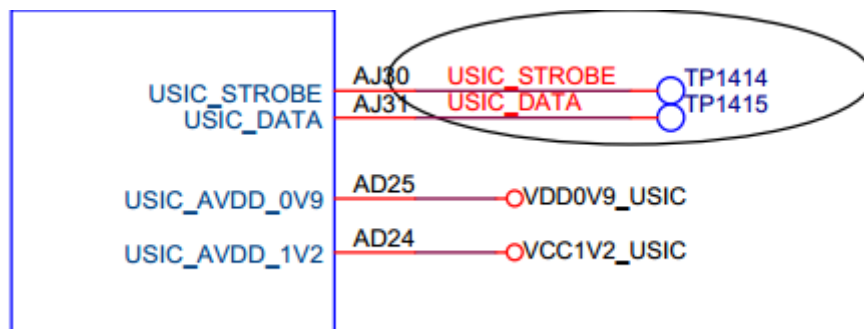 USIC_STROBE AJ30 USIC_STROBE TP1414
USIC_DATA AJ31 USIC_DATA TP1415
USIC_AVDD_0V9 AD25 VDD0V9_USIC
USIC_AVDD_1V2 AD24 VCC1V2_USIC